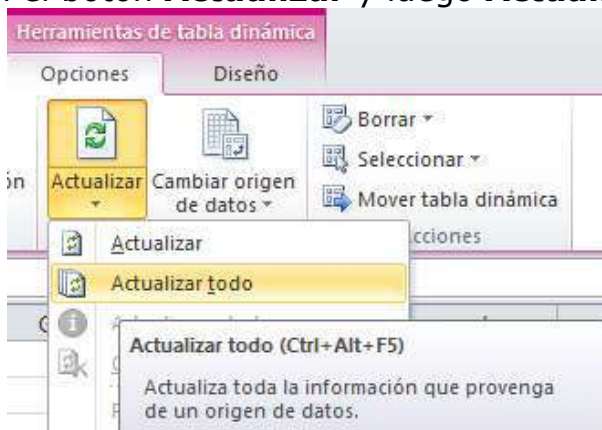 el botón Actualizar y luego
Herramientas de tabla dinámica
Opciones Diseño
Borrar
Seleccionar
ón Actualizar Cambiar origen
de datos Mover tabla dinámica
Actualizar cciones
Actualizar todo
Actualizar todo (Ctrl+Alt+F5)
Actualiza toda la información que provenga
de un origen de datos.